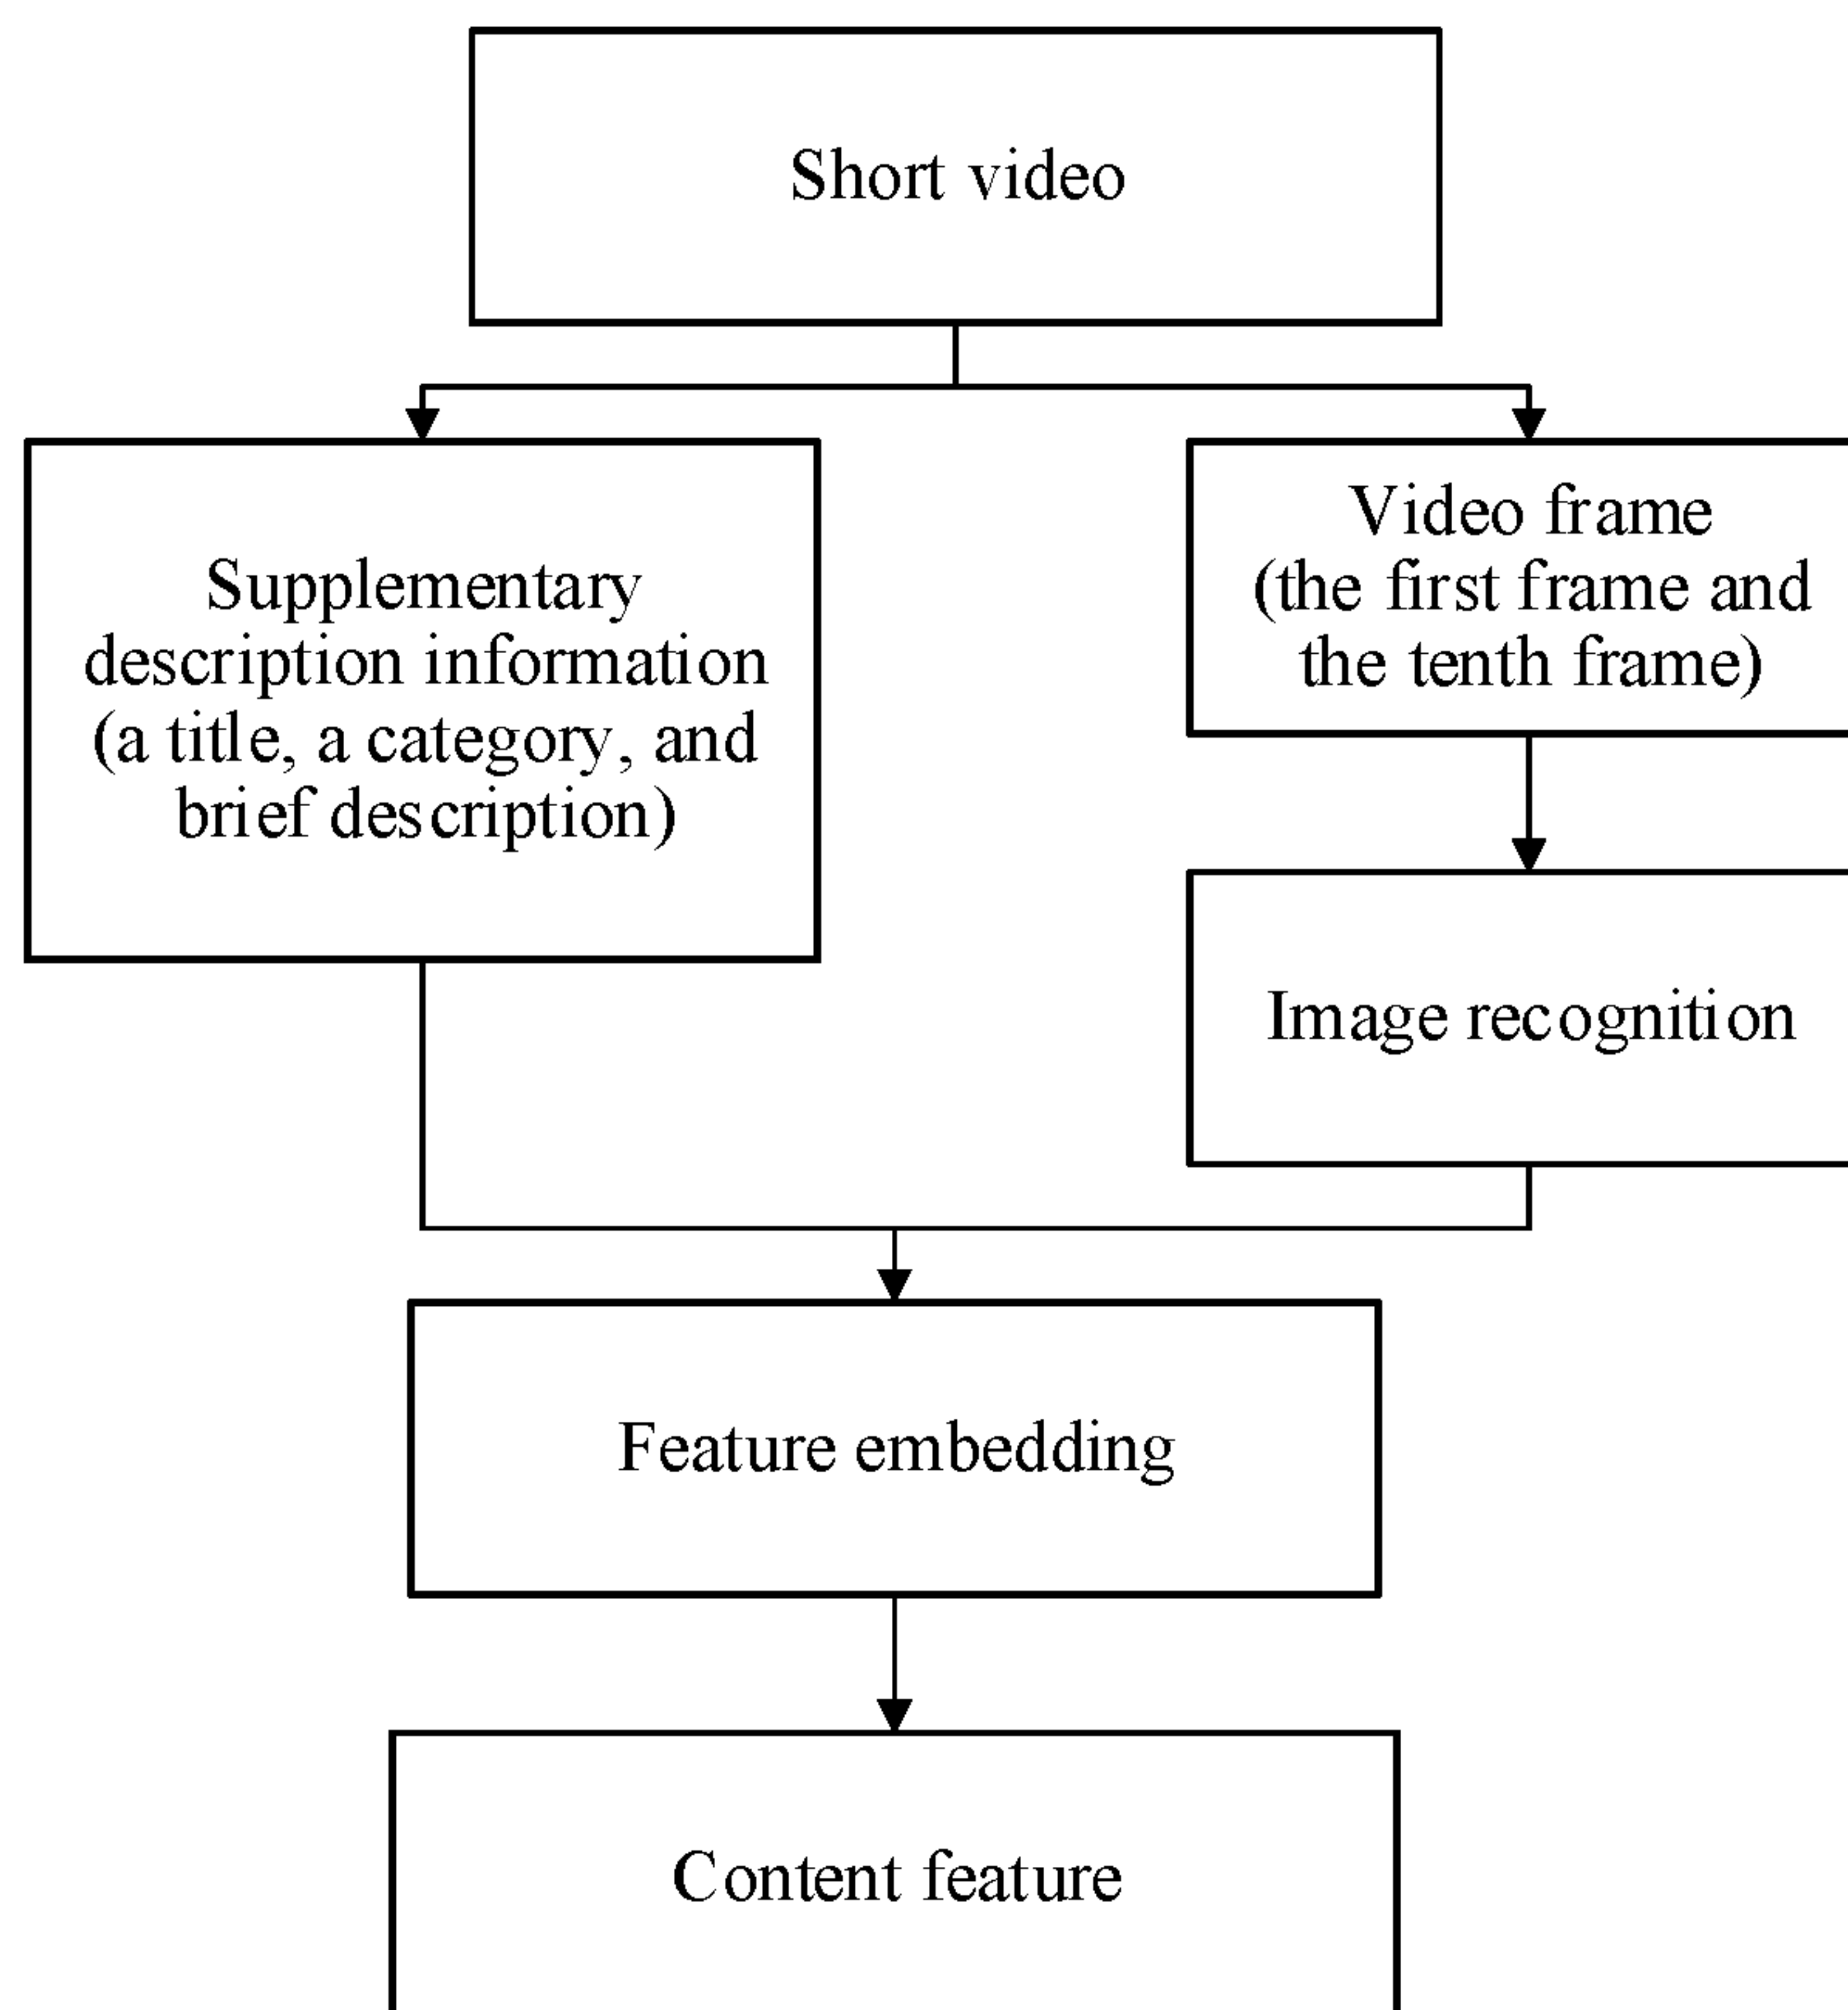 Short video
Supplementary
description information
(a title, a category, and
brief description)
Video frame
(the first frame and
the tenth frame)
Image recognition
Feature embedding
Content feature